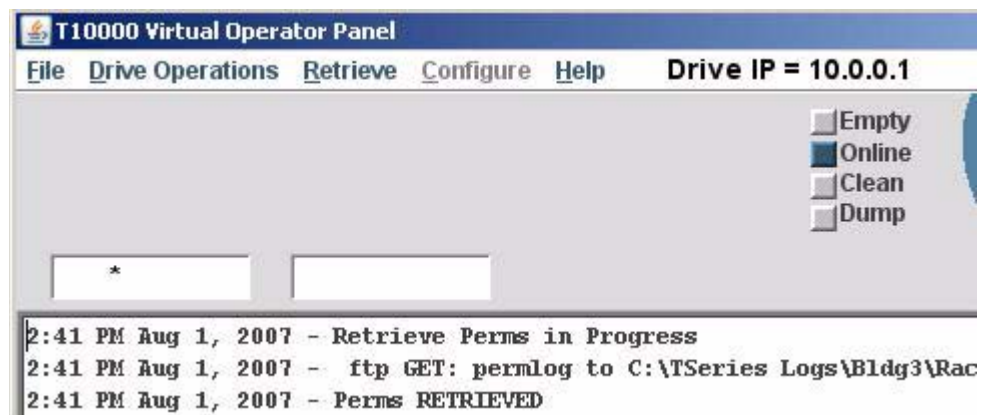 T10000 Virtual Operator Panel
File Drive Operations Retrieve Configure Help Drive IP = 10.0.0.1
Empty
Online
Clean
Dump
*
2:41 PM Aug 1, 2007 - Retrieve Perms in Progress
2:41 PM Aug 1, 2007 - ftp GET: permlog to C:\TSeries Logs\Bldg3\Rac
2:41 PM Aug 1, 2007 - Perms RETRIEVED